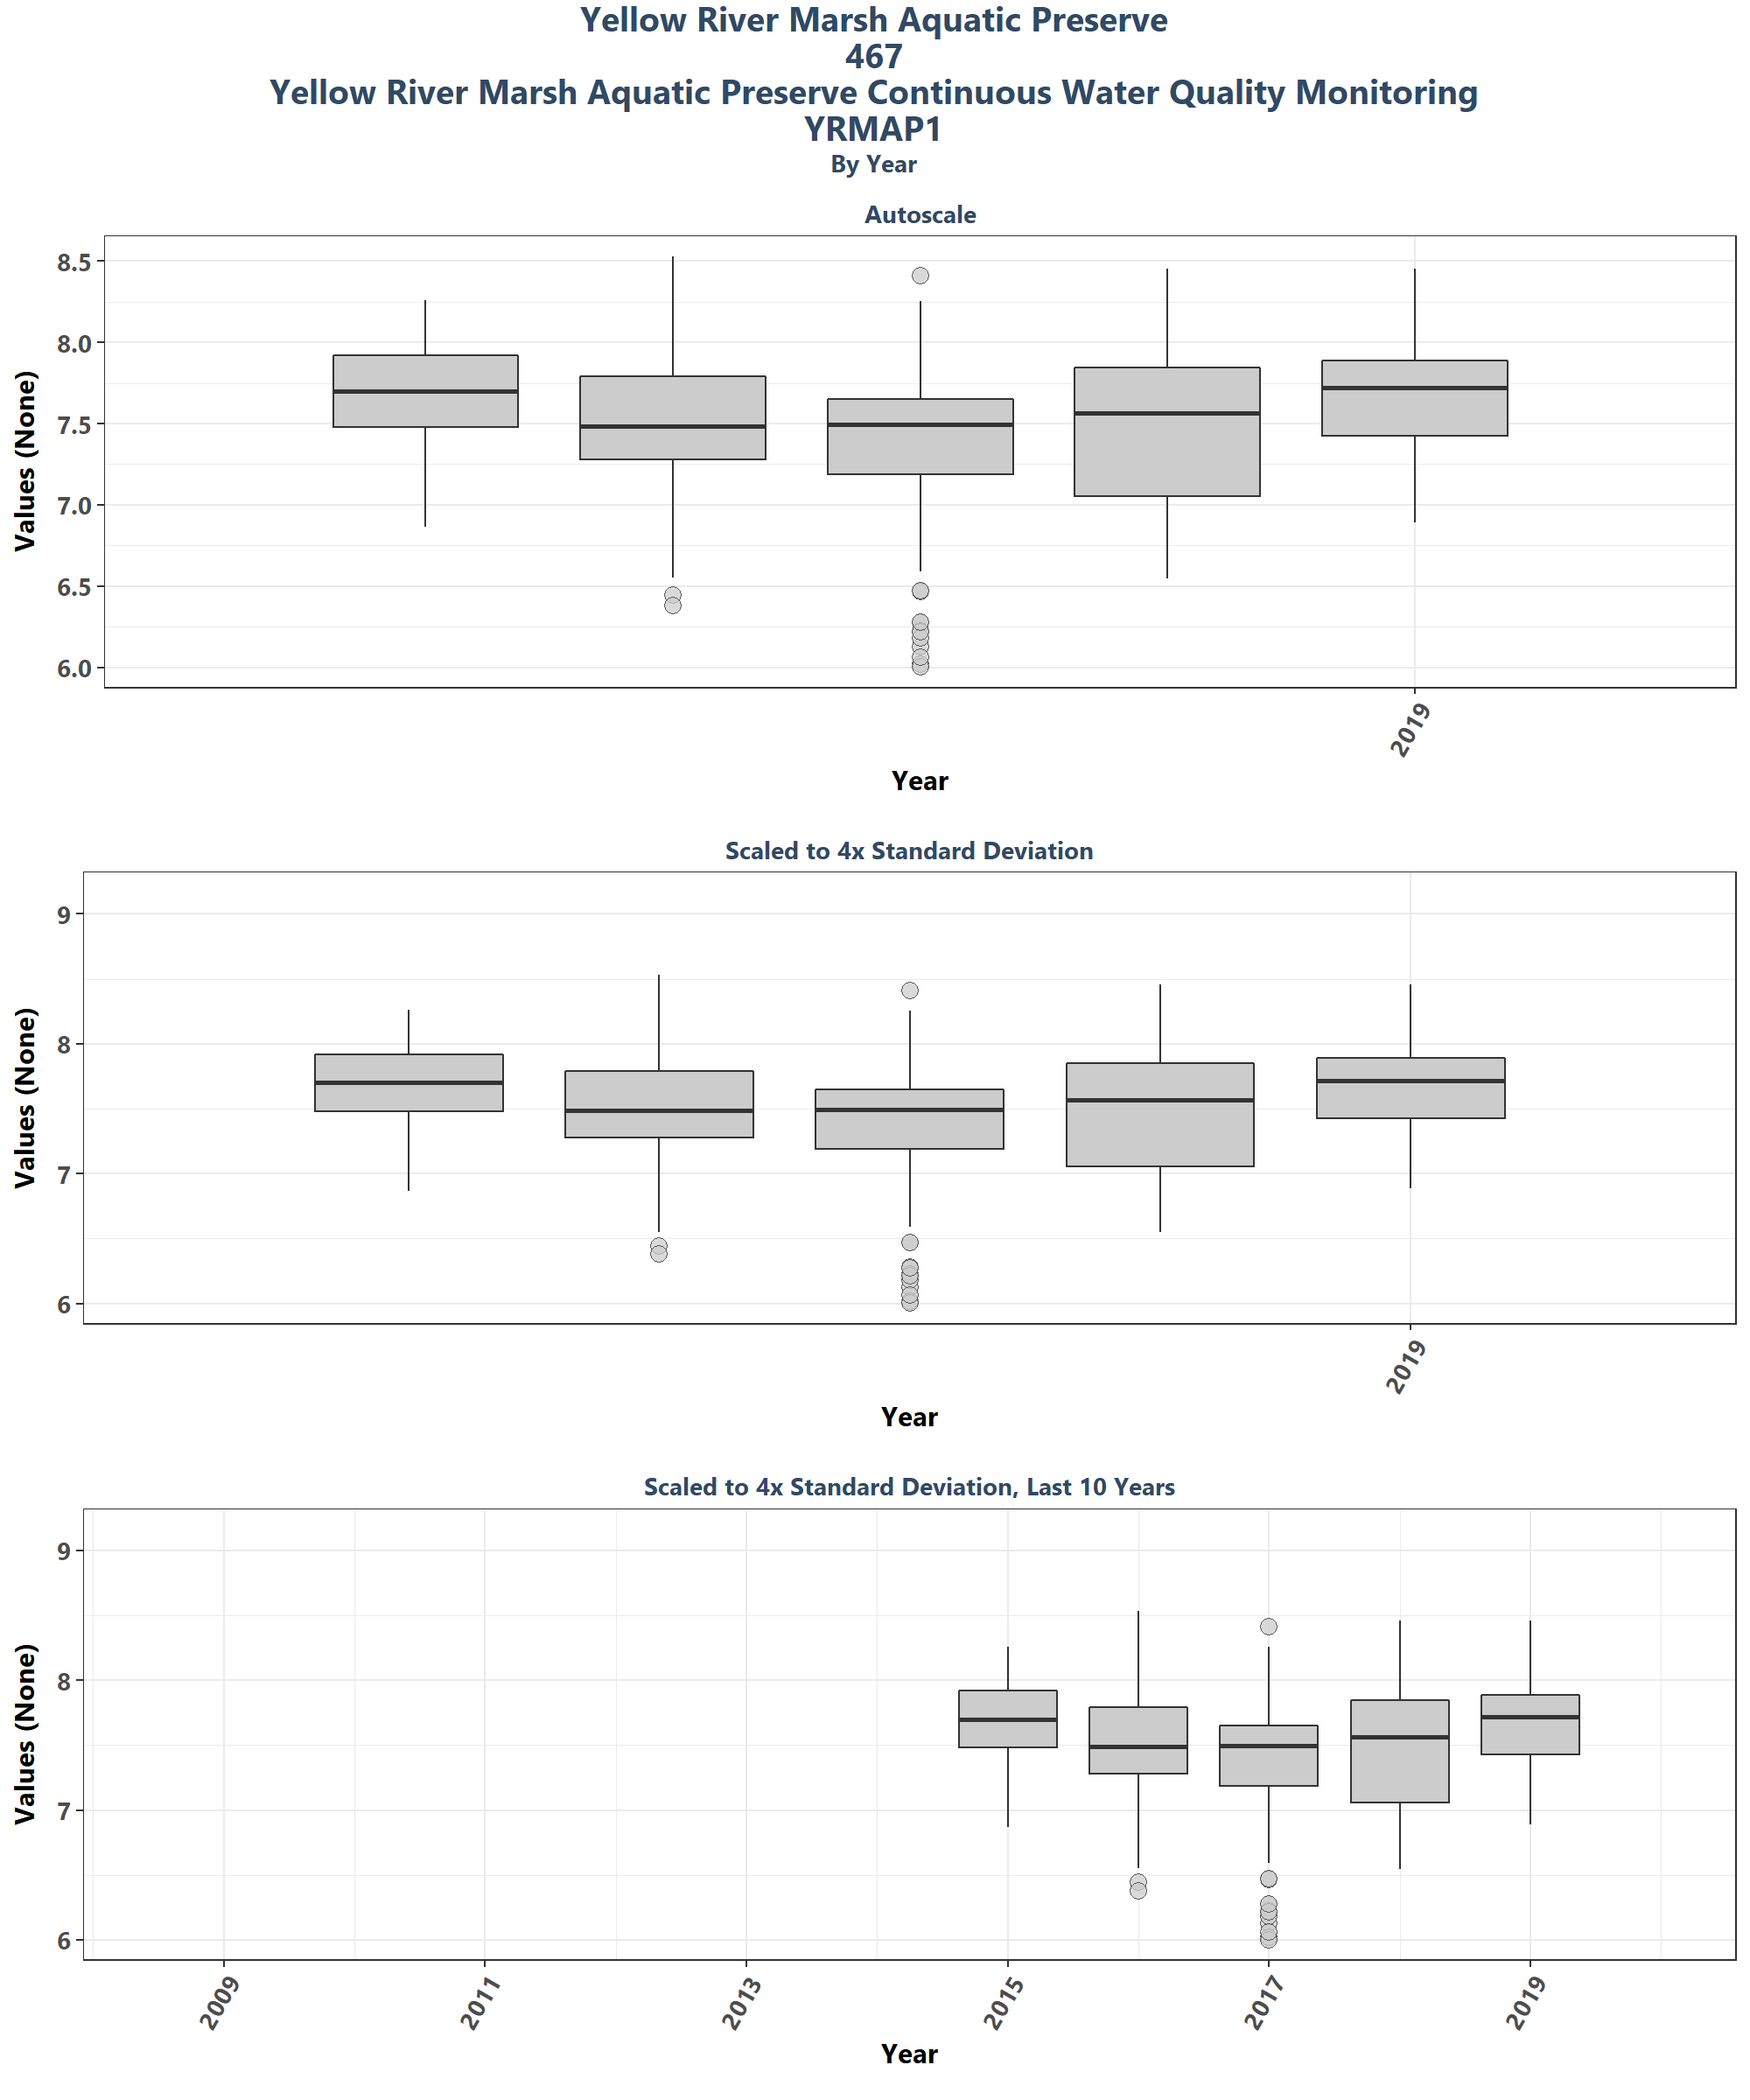 Yellow River Marsh Aquatic Preserve
467
Yellow River Marsh Aquatic Preserve Continuous Water Quality Monitoring
YRMAP1
By Year
Autoscale
Values (None)
8.5
8.0
7.5
7.0
6.5
6.0
2019
Year
Scaled to 4x Standard Deviation
Values (None)
9
8
7
6
2019
Year
Scaled to 4x Standard Deviation, Last 10 Years
Values (None)
9
8
7
6
2009 2011 2013 2015 2017 2019
Year